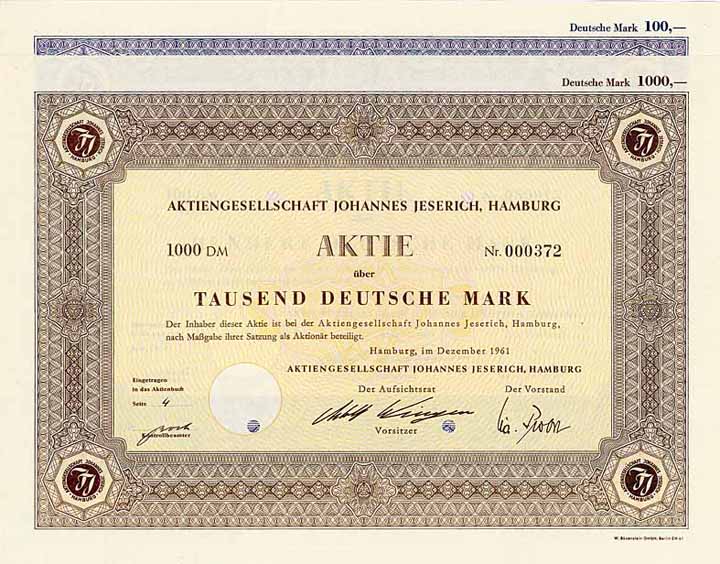 Deutsche Mark 100,—
Deutsche Mark 1000,—
AKTIENGESELLSCHAFT JOHANNES JESERICH, HAMBURG
1000 DM AKTIE Nr. 000372
über
TAUSEND DEUTSCHE MARK
Der Inhaber dieser Aktie ist bei der Aktiengesellschaft Johannes Jeserich, Hamburg,
nach Maßgabe ihrer Satzung als Aktionär beteiligt.
Hamburg, im Dezember 1961
AKTIENGESELLSCHAFT JOHANNES JESERICH, HAMBURG
Eingetragen
in das Aktienbuch
Seite 4
Kontrollbeamter
Der Aufsichtsrat
Vorsitzer
Der Vorstand